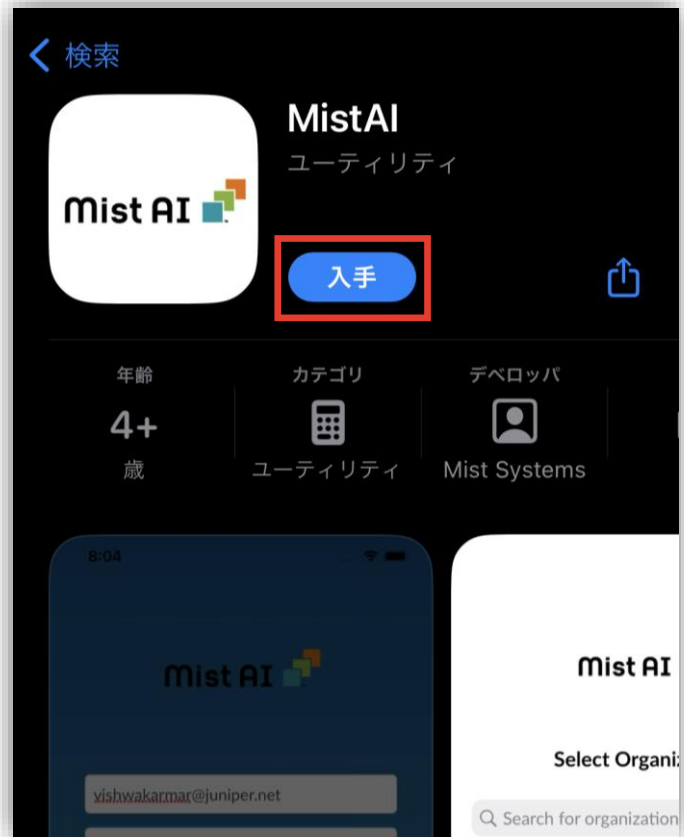 検索
MistAI
ユーティリティ
Mist AI
入手
年齢
4+
歳
カテゴリ
ユーティリティ
デベロッパ
Mist Systems
8:04
Mist AI
vishwakarmar@juniper.net
Mist AI
Select Organi
Search for organization